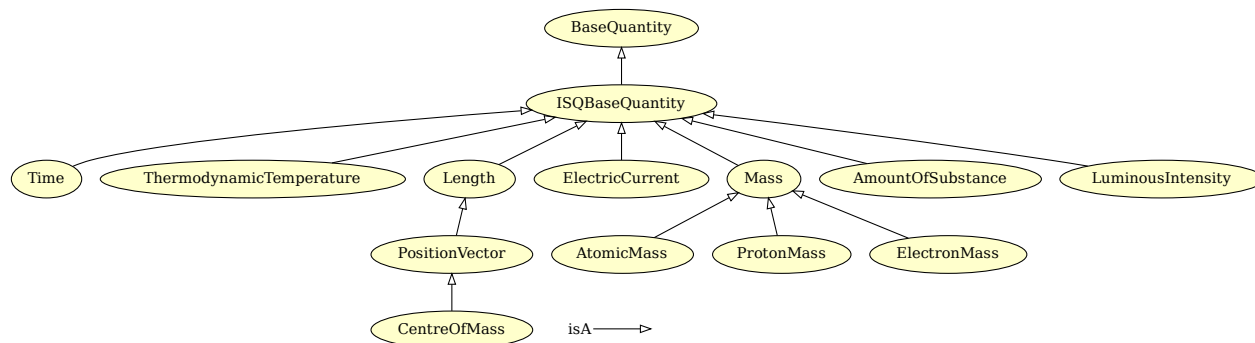 BaseQuantity
ISQBaseQuantity
Time
ThermodynamicTemperature
Length
ElectricCurrent
Mass
AmountOfSubstance
LuminousIntensity
PositionVector
AtomicMass
ProtonMass
ElectronMass
CentreOfMass
isA